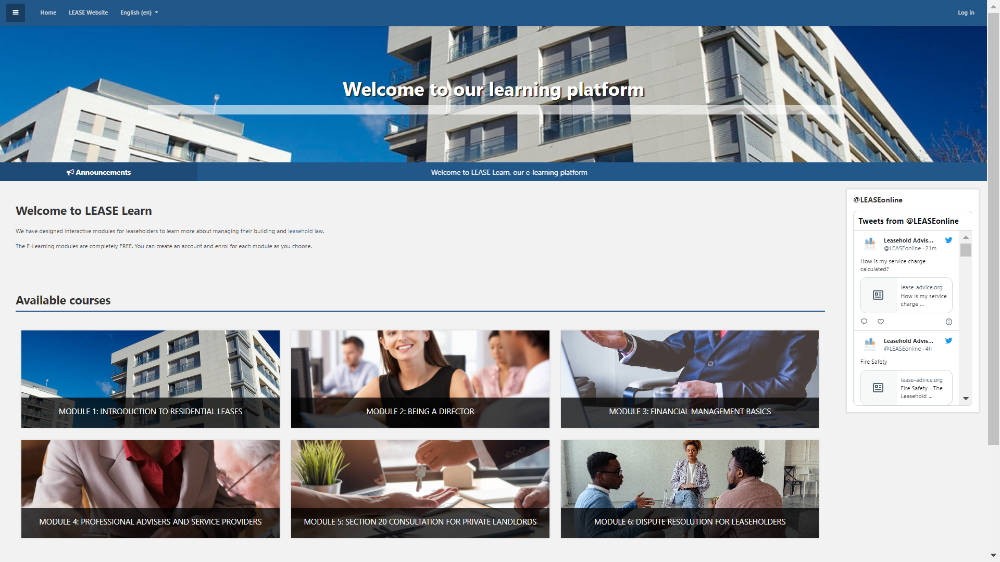 Home
LEASE Website
English (en)
Log in
Welcome to our learning platform
Announcements
Welcome to LEASE Learn, our e-learning platform
Welcome to LEASE Learn
We have designed interactive modules for leaseholders to learn more about managing their building and leasehold law.
The E-Learning modules are completely FREE. You can create an account and enrol for each module as you choose.
Available courses
MODULE 1: INTRODUCTION TO RESIDENTIAL LEASES
MODULE 2: BEING A DIRECTOR
MODULE 3: FINANCIAL MANAGEMENT BASICS
MODULE 4: PROFESSIONAL ADVISERS AND SERVICE PROVIDERS
MODULE 5: SECTION 20 CONSULTATION FOR PRIVATE LANDLORDS
MODULE 6: DISPUTE RESOLUTION FOR LEASEHOLDERS
@LEASEonline
Tweets from @LEASEonline
Leasehold Advis...
@LEASEonline · 21m
How is my service charge
calculated?
lease-advice.org
How is my service
charge ...
Leasehold Advis...
@LEASEonline · 4h
Fire Safety
lease-advice.org
Fire Safety - The
Leasehold ...